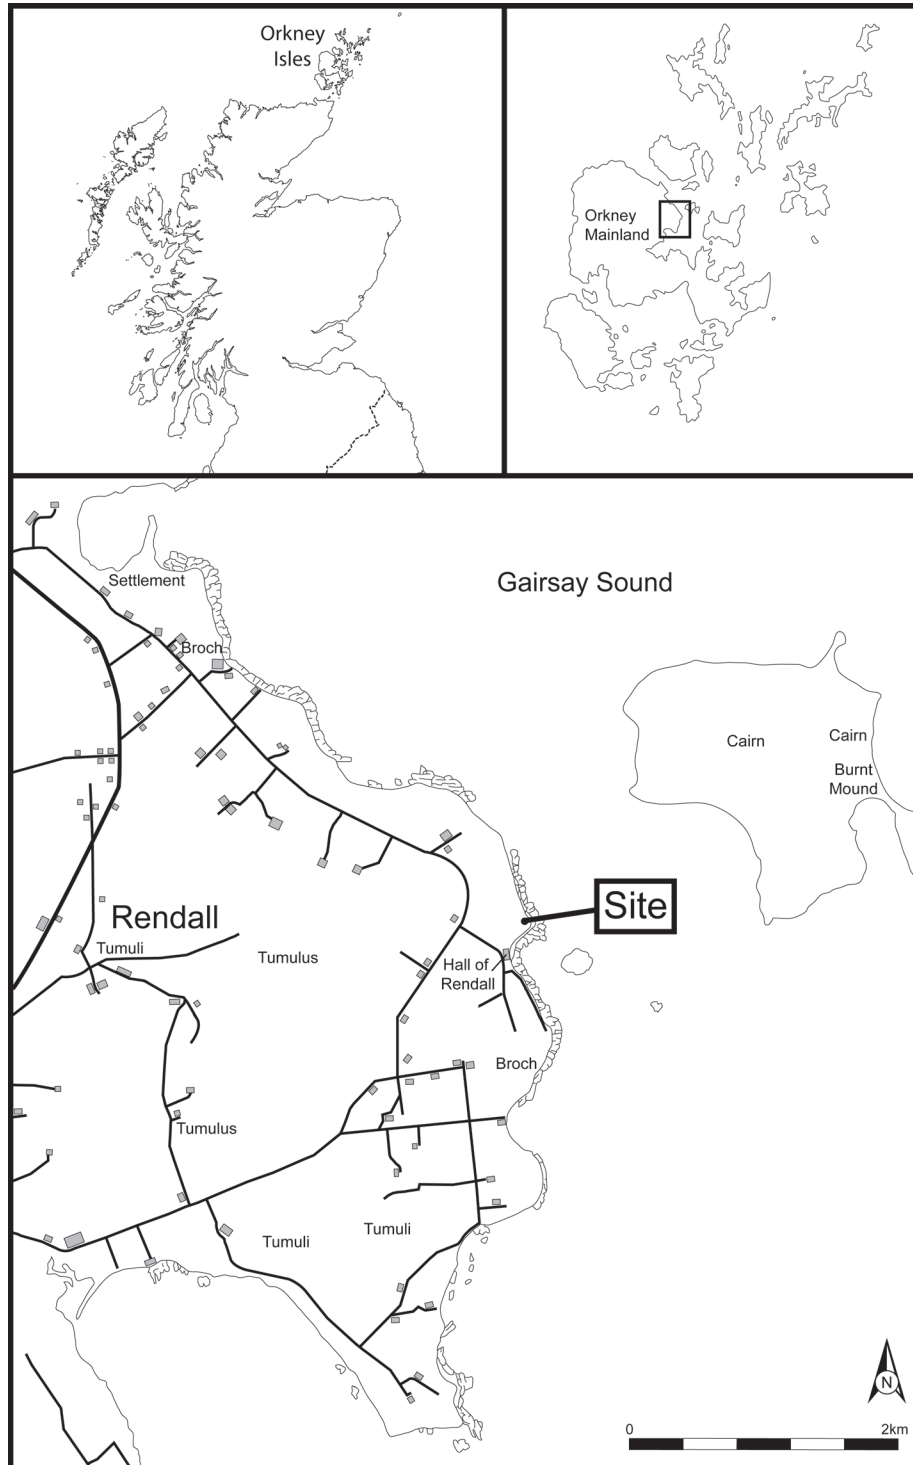 Orkney
Isles
Orkney
Mainland
Settlement
Gairsay Sound
Broch
Cairn
Cairn
Burnt
Mound
Rendall
Site
Tumuli
Tumulus
Hall of
Rendall
Broch
Tumulus
Tumuli
Tumuli
N
0
2km